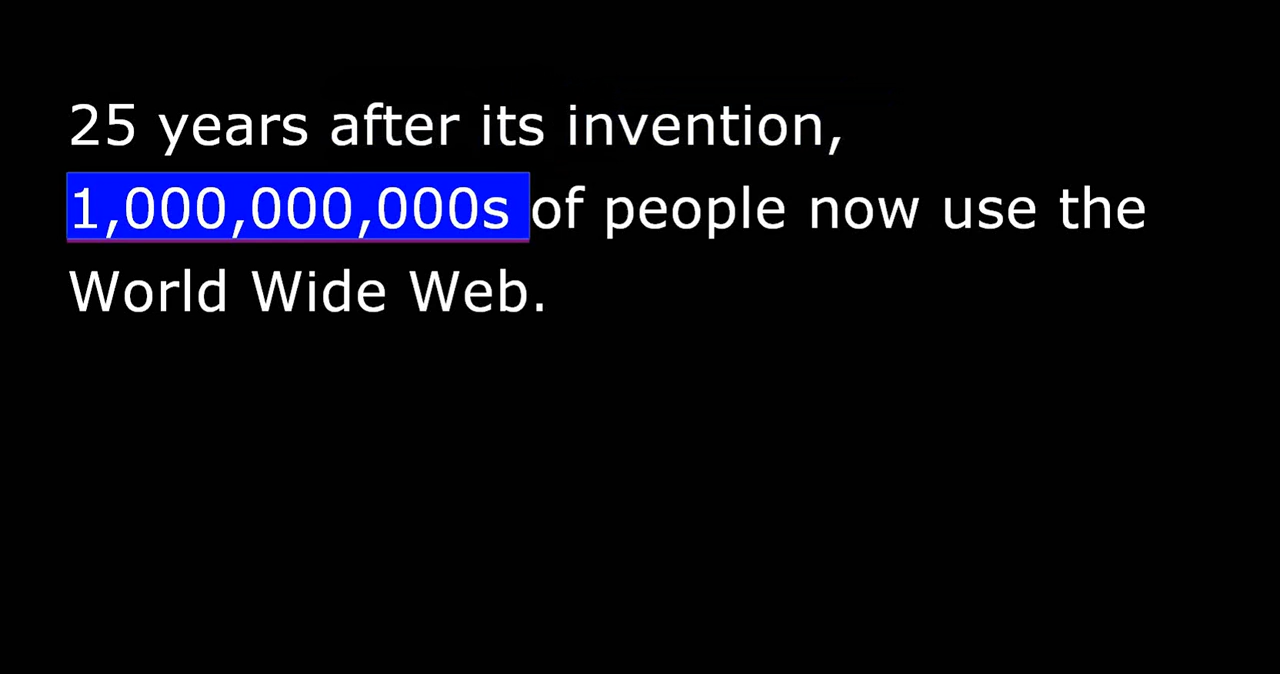 25 years after its invention,
1,000,000,000s of people now use the
World Wide Web.